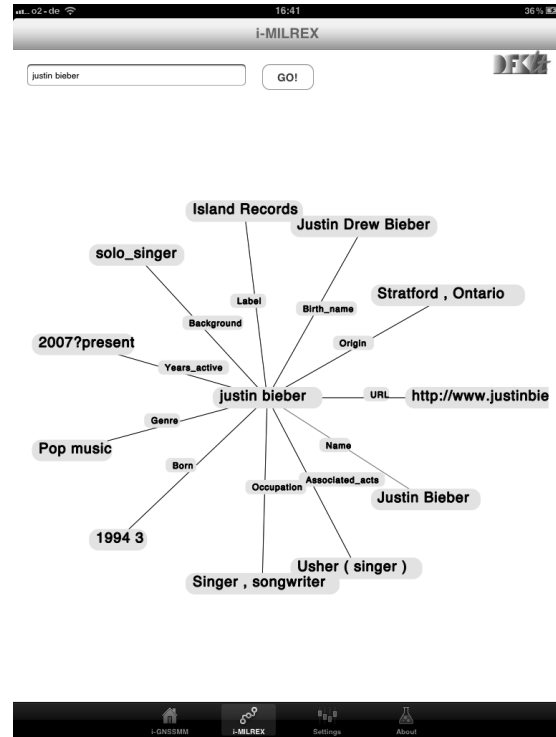 o2-de 16:41 36%
i-MILREX
justin bieber GO! DFKI
Island Records
Justin Drew Bieber
solo_singer
Stratford , Ontario
Label
Birth_name
Background
Origin
2007?present
Years_active
justin bieber
URL
http://www.justinbie
Genre
Name
Pop music
Born
Associated_acts
Occupation
Justin Bieber
1994 3
Usher ( singer )
Singer , songwriter
i-GNSSMM i-MILREX Settings About